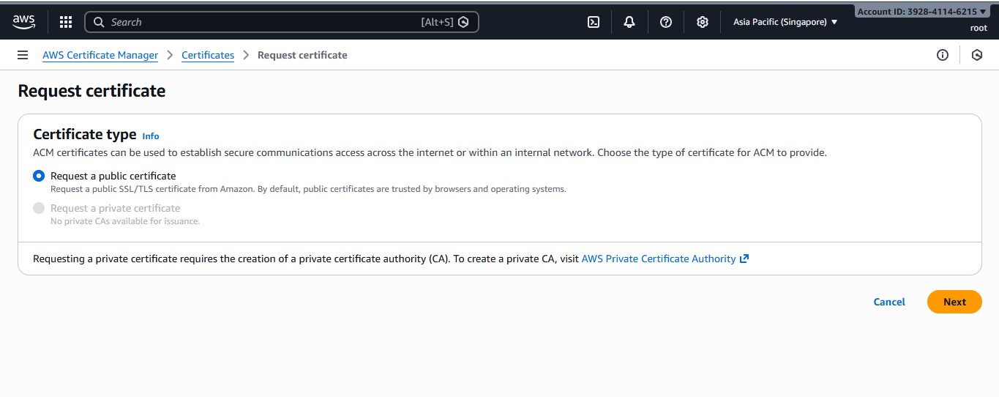 aws
Search [Alt+S]
Asia Pacific (Singapore) ▼
Account ID: 3928-4114-6215 ▼
root
AWS Certificate Manager > Certificates > Request certificate
Request certificate
Certificate type Info
ACM certificates can be used to establish secure communications access across the internet or within an internal network. Choose the type of certificate for ACM to provide.
Request a public certificate
Request a public SSL/TLS certificate from Amazon. By default, public certificates are trusted by browsers and operating systems.
Request a private certificate
No private CAs available for issuance.
Requesting a private certificate requires the creation of a private certificate authority (CA). To create a private CA, visit AWS Private Certificate Authority
Cancel Next